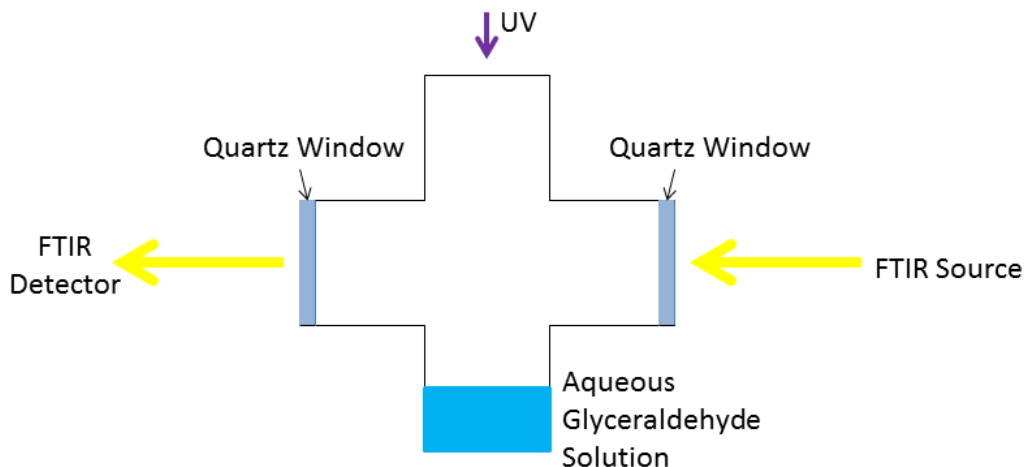 UV
Quartz Window
Quartz Window
FTIR
Detector
FTIR Source
Aqueous
Glyceraldehyde
Solution